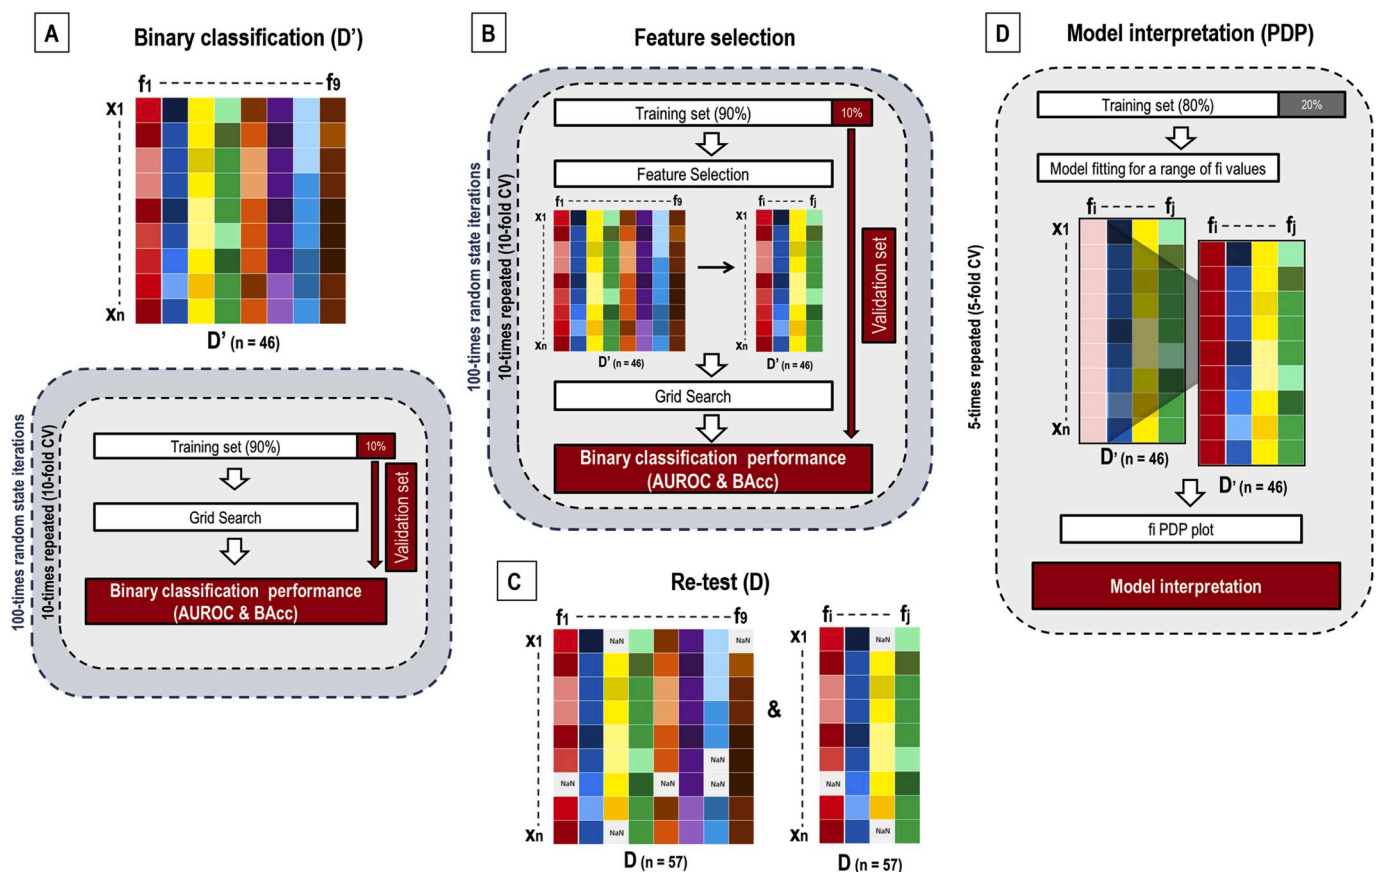 A
Binary classification (D’)
f1
f9
X1
Xn
D’ (n = 46)
100-times random state iterations
10-times repeated (10-fold CV)
Training set (90%)
10%
Grid Search
Validation set
Binary classification performance
(AUROC & BAcc)
B
Feature selection
100-times random state iterations
10-times repeated (10-fold CV)
Training set (90%)
10%
Feature Selection
f1
f9
X1
Xn
D’ (n = 46)
fi
fj
X1
Xn
D’ (n = 46)
Validation set
Grid Search
Binary classification performance
(AUROC & BAcc)
C
Re-test (D)
f1
f9
X1
NaN
NaN
NaN
NaN
NaN
NaN
Xn
NaN
D (n = 57)
&
fi
fj
X1
NaN
NaN
Xn
NaN
D (n = 57)
D
Model interpretation (PDP)
5-times repeated (5-fold CV)
Training set (80%)
20%
Model fitting for a range of fi values
fi
fj
X1
Xn
D’ (n = 46)
fi
fj
D’ (n = 46)
fi PDP plot
Model interpretation